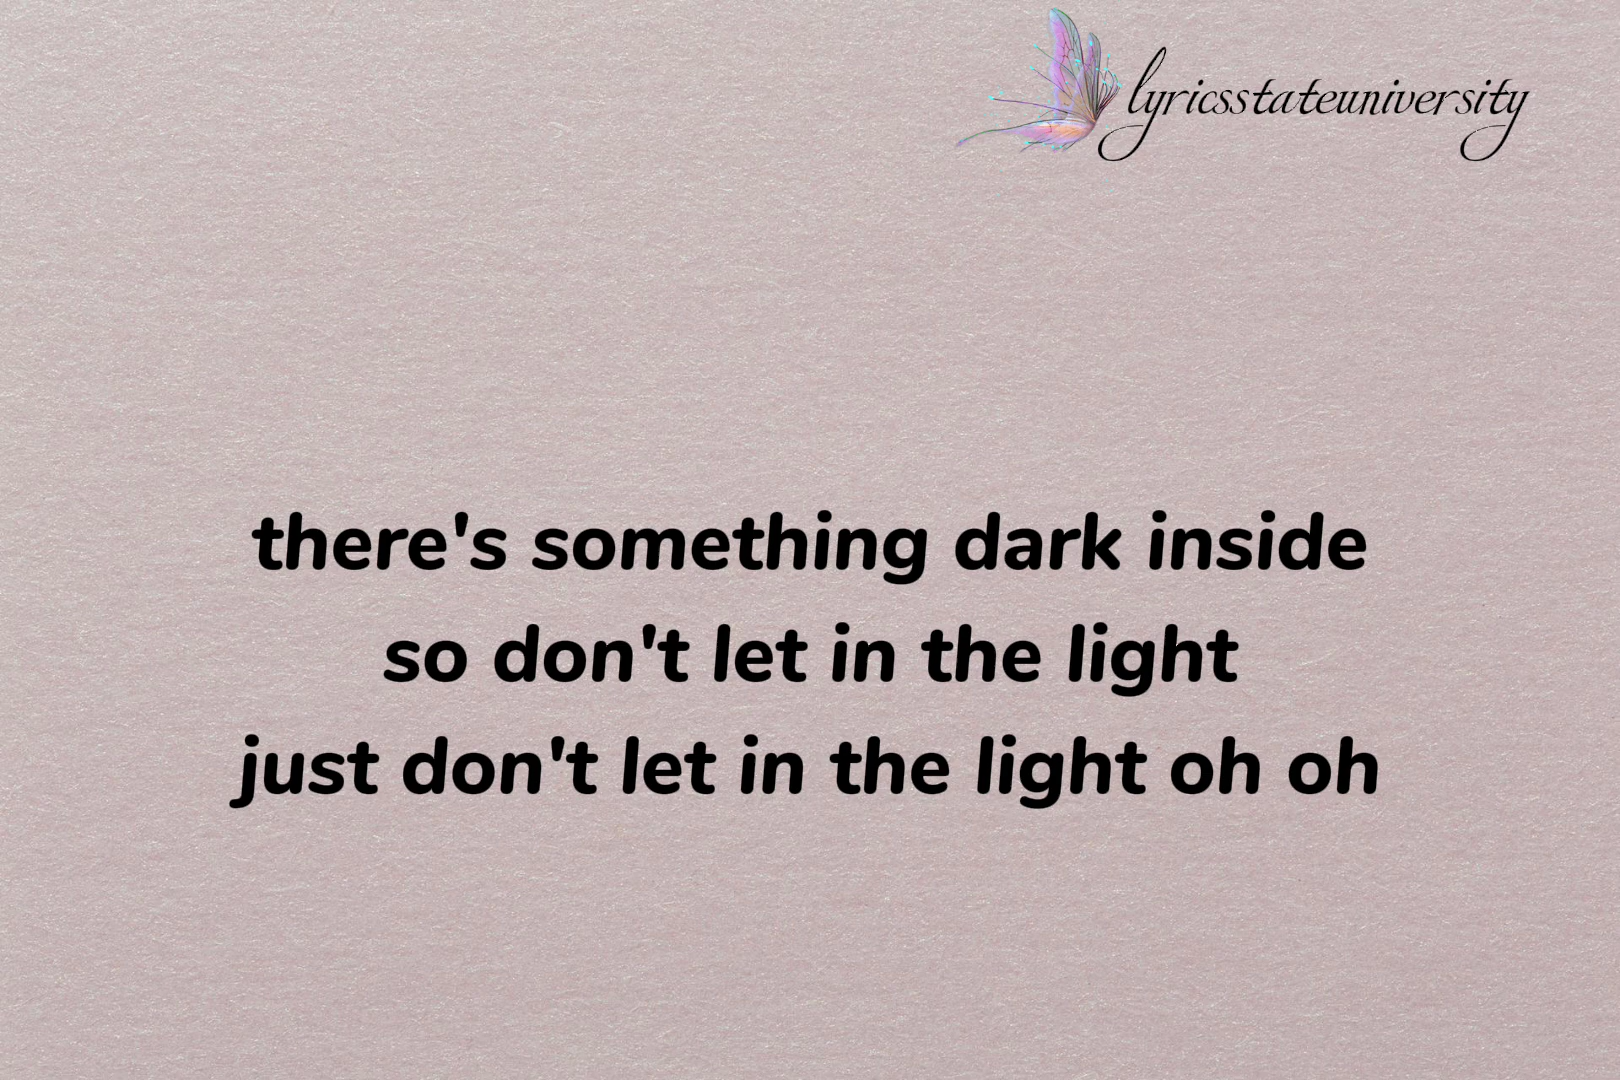 lyricsstateuniversity
there's something dark inside
so don't let in the light
just don't let in the light oh oh